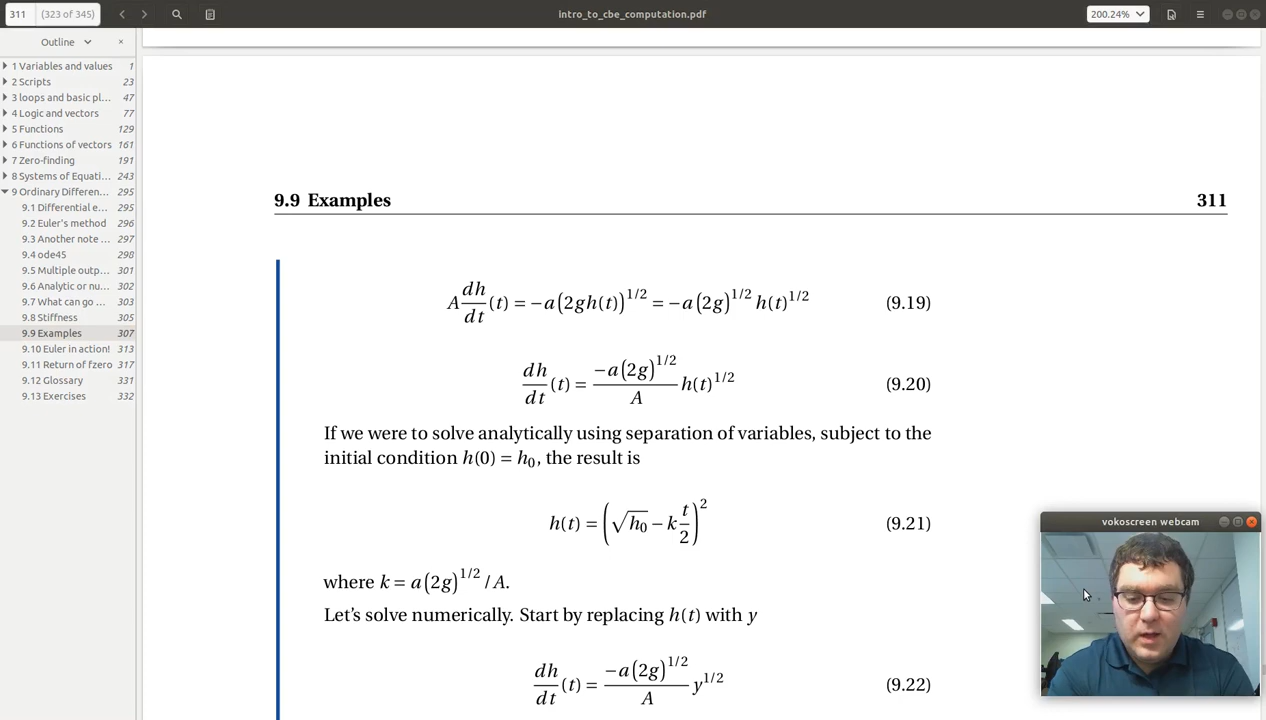 311 (323 of 345) intro_to_cbe_computation.pdf 200.24%
Outline
1 Variables and values 1
2 Scripts 23
3 loops and basic pl... 47
4 Logic and vectors 77
5 Functions 129
6 Functions of vectors 161
7 Zero-finding 191
8 Systems of Equati... 243
9 Ordinary Differen... 295
9.1 Differential e... 295
9.2 Euler's method 296
9.3 Another note ... 297
9.4 ode45 298
9.5 Multiple outp... 301
9.6 Analytic or nu... 302
9.7 What can go ... 303
9.8 Stiffness 305
9.9 Examples 307
9.10 Euler in action! 313
9.11 Return of fzero 317
9.12 Glossary 331
9.13 Exercises 332
9.9 Examples 311
A dh/dt (t) = −a(2gh(t))^1/2 = −a(2g)^1/2 h(t)^1/2 (9.19)
dh/dt (t) = −a(2g)^1/2 / A h(t)^1/2 (9.20)
If we were to solve analytically using separation of variables, subject to the
initial condition h(0) = h₀, the result is
h(t) = (√h₀ − k t/2)^2 (9.21)
where k = a(2g)^1/2 / A.
Let's solve numerically. Start by replacing h(t) with y
dh/dt (t) = −a(2g)^1/2 / A y^1/2 (9.22)
vokoscreen webcam